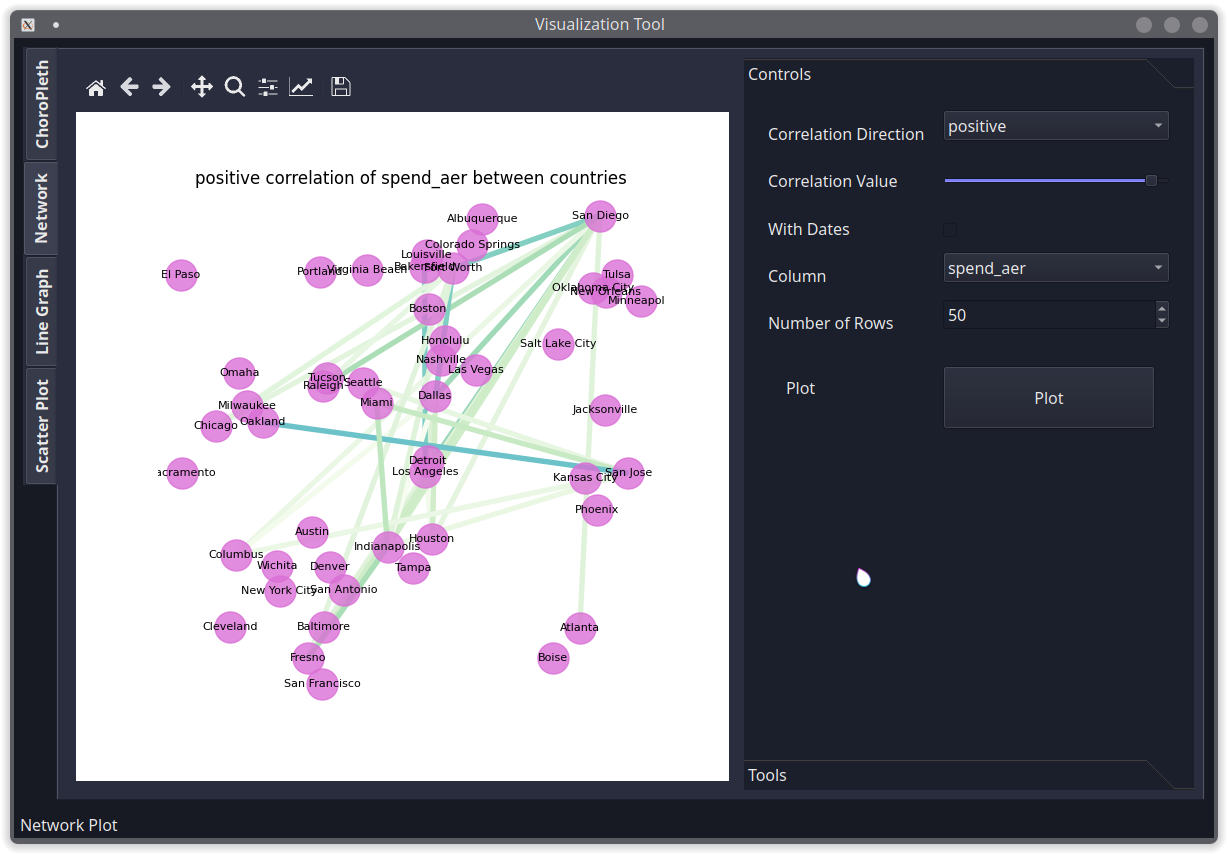 Visualization Tool
ChoroPleth
Network
Line Graph
Scatter Plot
positive correlation of spend_aer between countries
Albuquerque
San Diego
Colorado Springs
Louisville
Bakersfield
Fort Worth
El Paso
Portland
Virginia Beach
Tulsa
Oklahoma City
New Orleans
Minneapol
Boston
Honolulu
Salt Lake City
Nashville
Las Vegas
Omaha
Tucson
Raleigh
Seattle
Miami
Dallas
Milwaukee
Jacksonville
Chicago
Oakland
Detroit
Los Angeles
acramento
Kansas City
San Jose
Phoenix
Austin
Houston
Indianapolis
Columbus
Wichita
Denver
Tampa
New York City
San Antonio
Cleveland
Baltimore
Atlanta
Fresno
Boise
San Francisco
Controls
Correlation Direction
positive
Correlation Value
With Dates
Column
spend_aer
Number of Rows
50
Plot
Plot
Tools
Network Plot